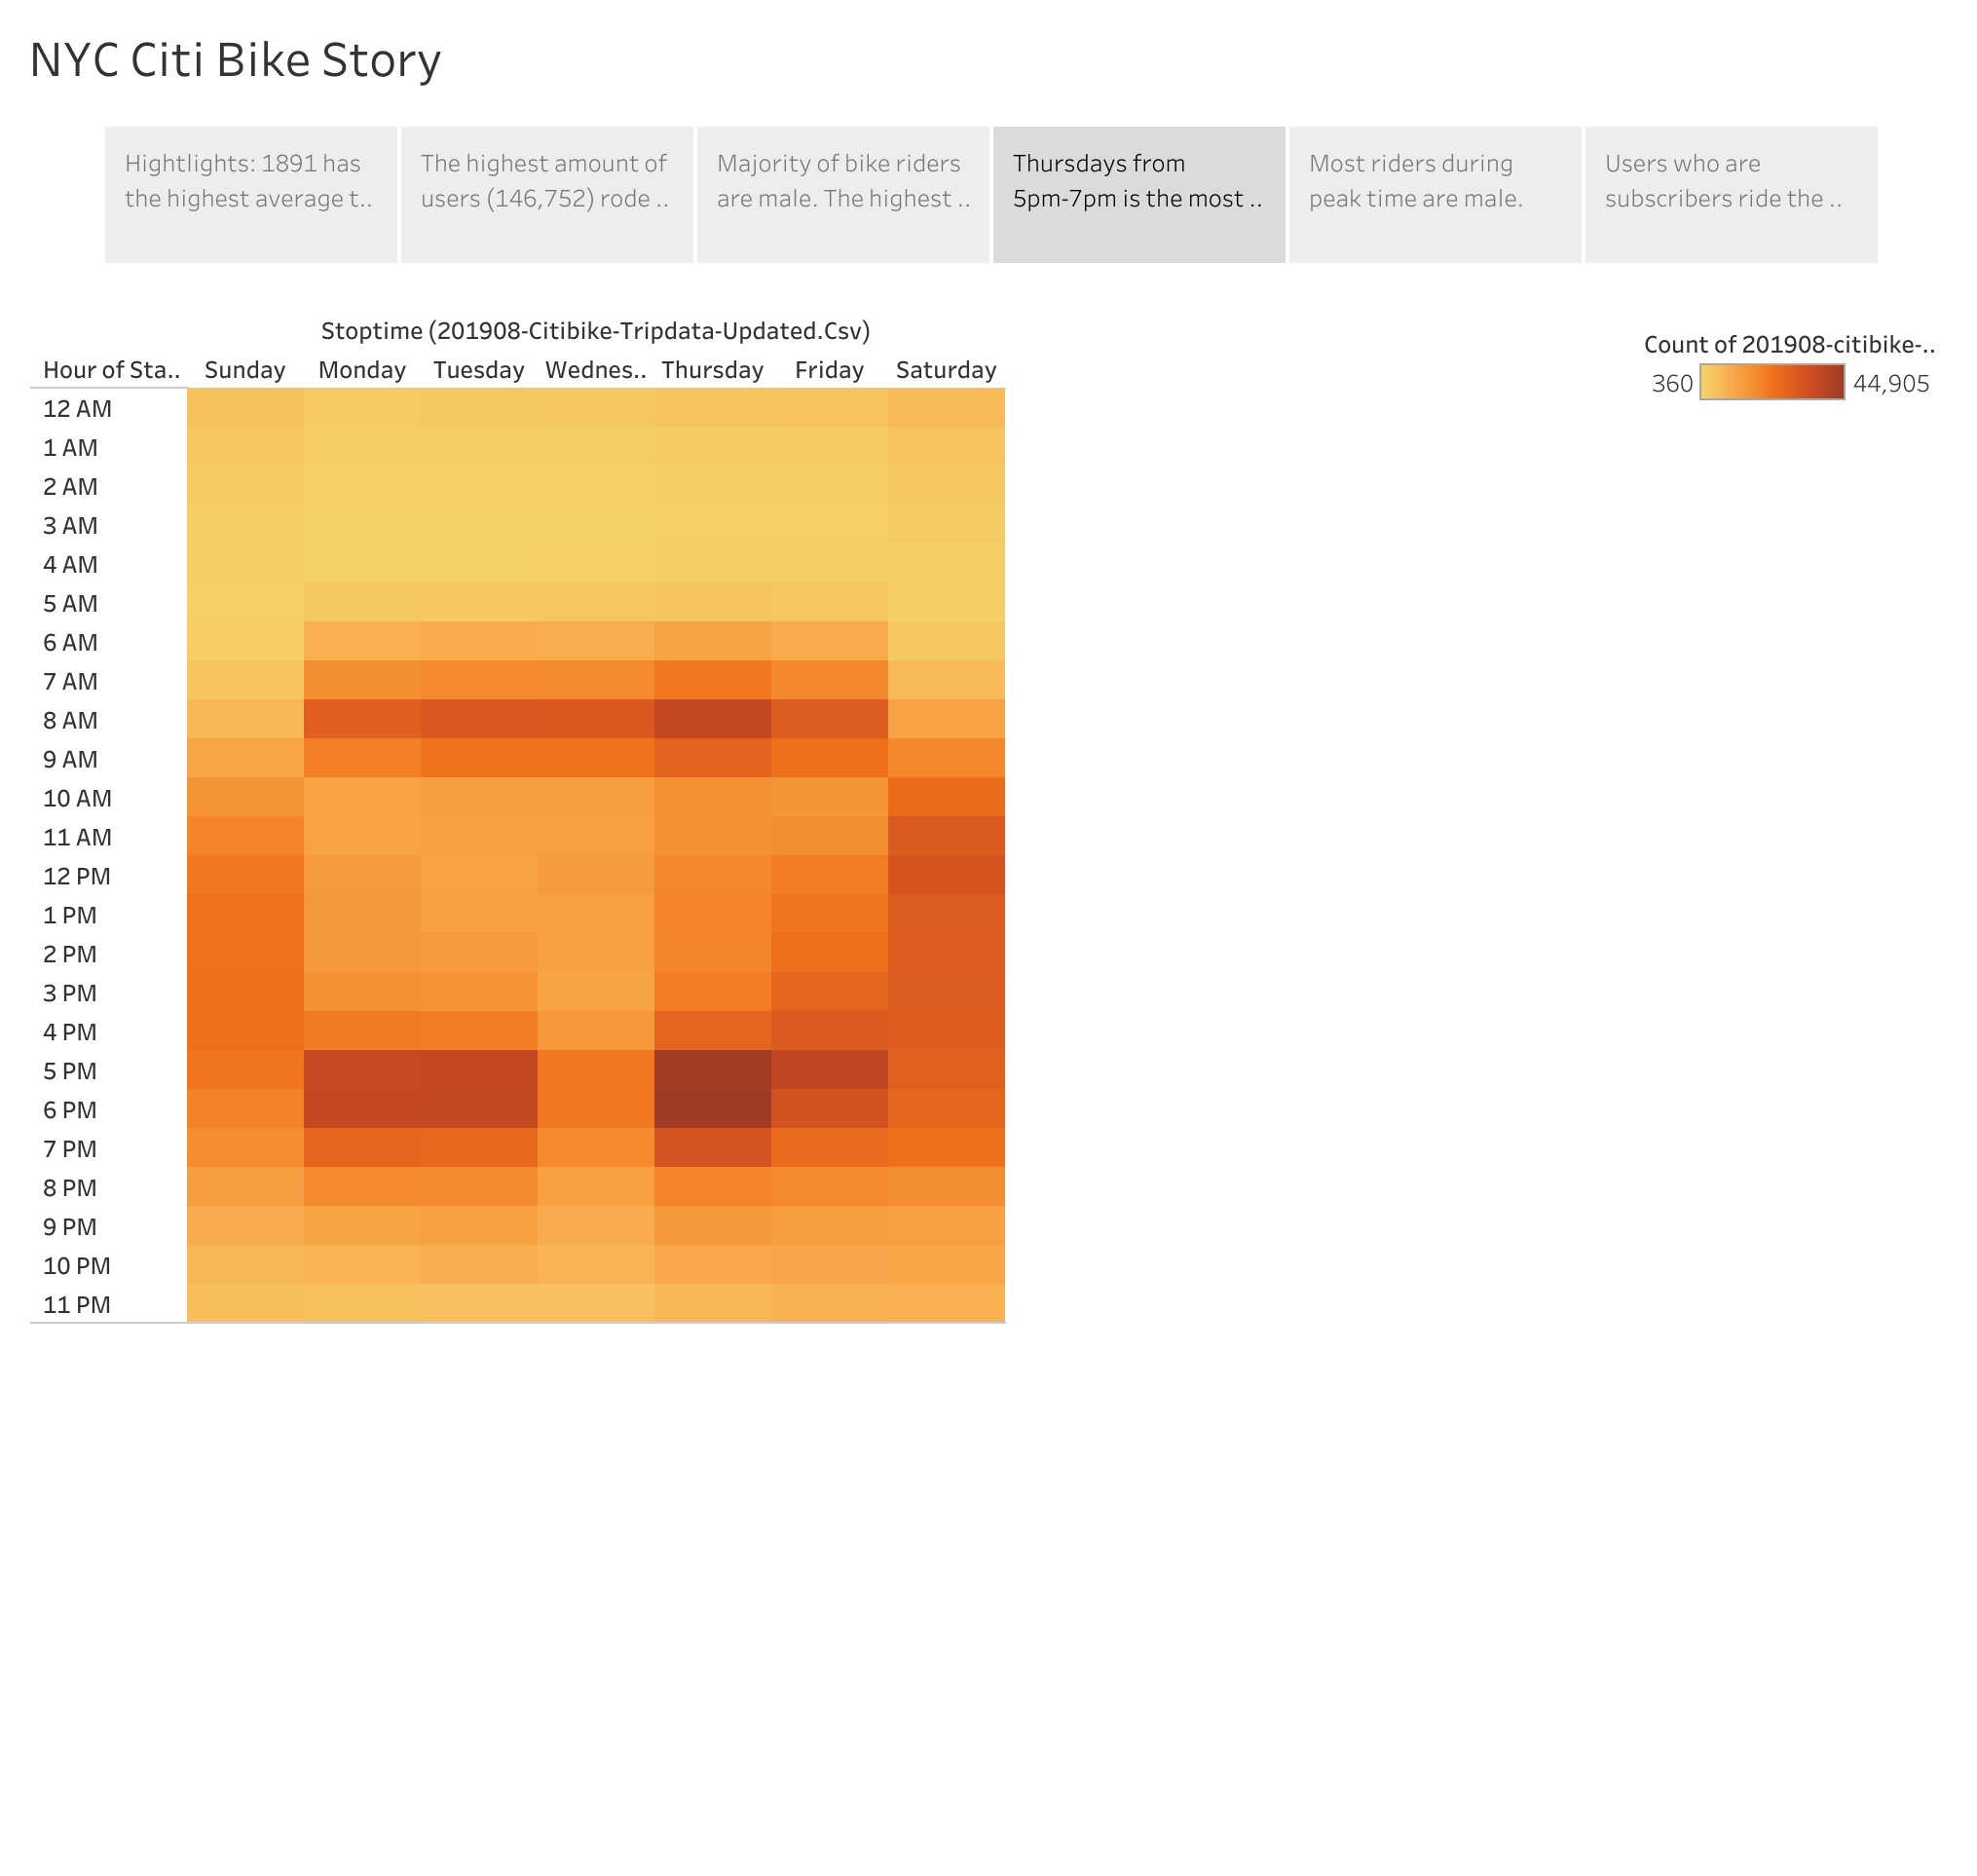 NYC Citi Bike Story
Hightlights: 1891 has
the highest average t..
The highest amount of
users (146,752) rode ..
Majority of bike riders
are male. The highest ..
Thursdays from
5pm-7pm is the most ..
Most riders during
peak time are male.
Users who are
subscribers ride the ..
Stoptime (201908-Citibike-Tripdata-Updated.Csv)
Hour of Sta.. Sunday Monday Tuesday Wednes.. Thursday Friday Saturday
12 AM
1 AM
2 AM
3 AM
4 AM
5 AM
6 AM
7 AM
8 AM
9 AM
10 AM
11 AM
12 PM
1 PM
2 PM
3 PM
4 PM
5 PM
6 PM
7 PM
8 PM
9 PM
10 PM
11 PM
Count of 201908-citibike-..
360 44,905